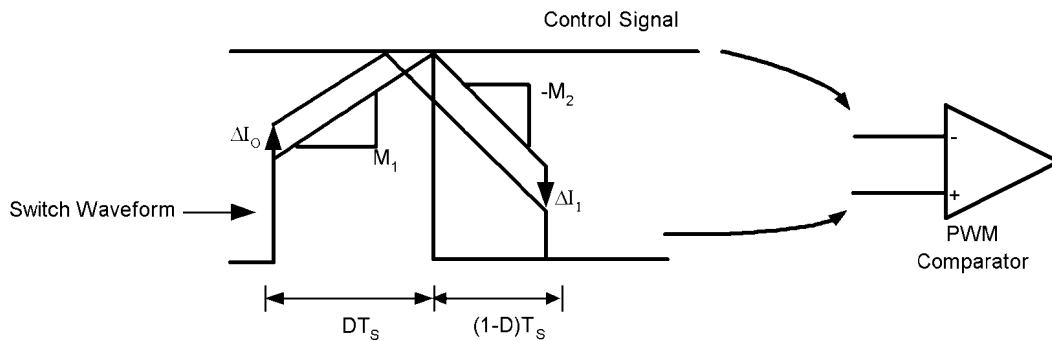 Control Signal
-M2
ΔIO
M1
ΔI1
Switch Waveform
-
+
PWM
Comparator
DTS
(1-D)TS